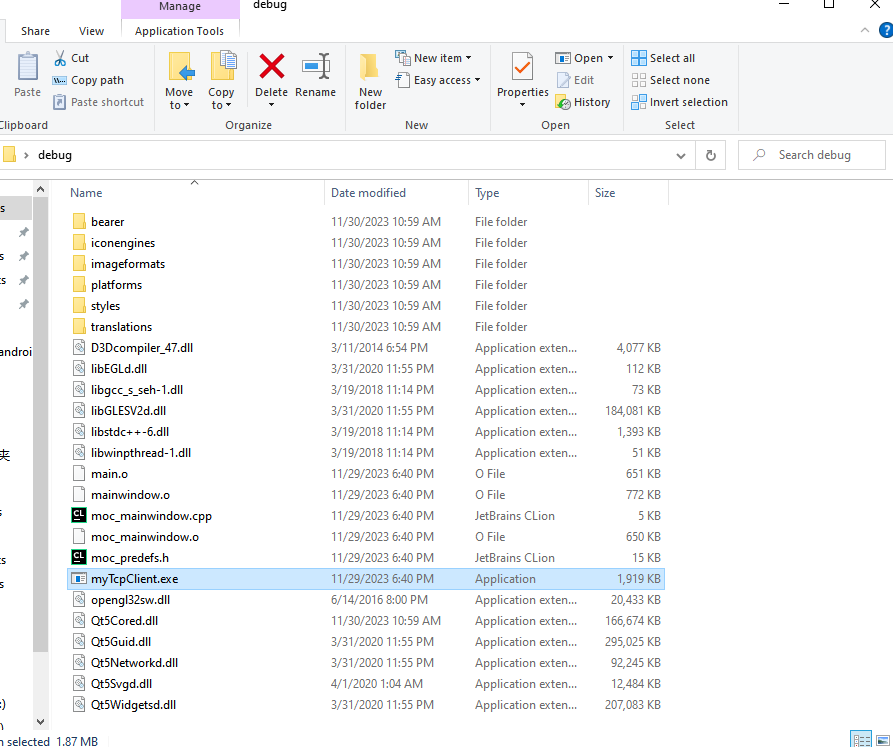 Manage debug
Share View Application Tools
Paste Cut Copy path Paste shortcut
Move to Copy to Delete Rename New folder New item Easy access
Properties Open Edit History Select all Select none Invert selection
Clipboard Organize New Open Select
debug Search debug
Name Date modified Type Size
bearer 11/30/2023 10:59 AM File folder
iconengines 11/30/2023 10:59 AM File folder
imageformats 11/30/2023 10:59 AM File folder
platforms 11/30/2023 10:59 AM File folder
styles 11/30/2023 10:59 AM File folder
translations 11/30/2023 10:59 AM File folder
D3Dcompiler_47.dll 3/11/2014 6:54 PM Application exten... 4,077 KB
libEGLd.dll 3/31/2020 11:55 PM Application exten... 112 KB
libgcc_s_seh-1.dll 3/19/2018 11:14 PM Application exten... 73 KB
libGLESV2d.dll 3/31/2020 11:55 PM Application exten... 184,081 KB
libstdc++-6.dll 3/19/2018 11:14 PM Application exten... 1,393 KB
libwinpthread-1.dll 3/19/2018 11:14 PM Application exten... 51 KB
main.o 11/29/2023 6:40 PM O File 651 KB
mainwindow.o 11/29/2023 6:40 PM O File 772 KB
moc_mainwindow.cpp 11/29/2023 6:40 PM JetBrains CLion 5 KB
moc_mainwindow.o 11/29/2023 6:40 PM O File 650 KB
moc_predefs.h 11/29/2023 6:40 PM JetBrains CLion 15 KB
myTcpClient.exe 11/29/2023 6:40 PM Application 1,919 KB
opengl32sw.dll 6/14/2016 8:00 PM Application exten... 20,433 KB
Qt5Cored.dll 11/30/2023 10:59 AM Application exten... 166,674 KB
Qt5Guid.dll 3/31/2020 11:55 PM Application exten... 295,025 KB
Qt5Networkd.dll 3/31/2020 11:55 PM Application exten... 92,245 KB
Qt5Svgd.dll 4/1/2020 1:04 AM Application exten... 12,484 KB
Qt5Widgetsd.dll 3/31/2020 11:55 PM Application exten... 207,083 KB
selected 1.87 MB